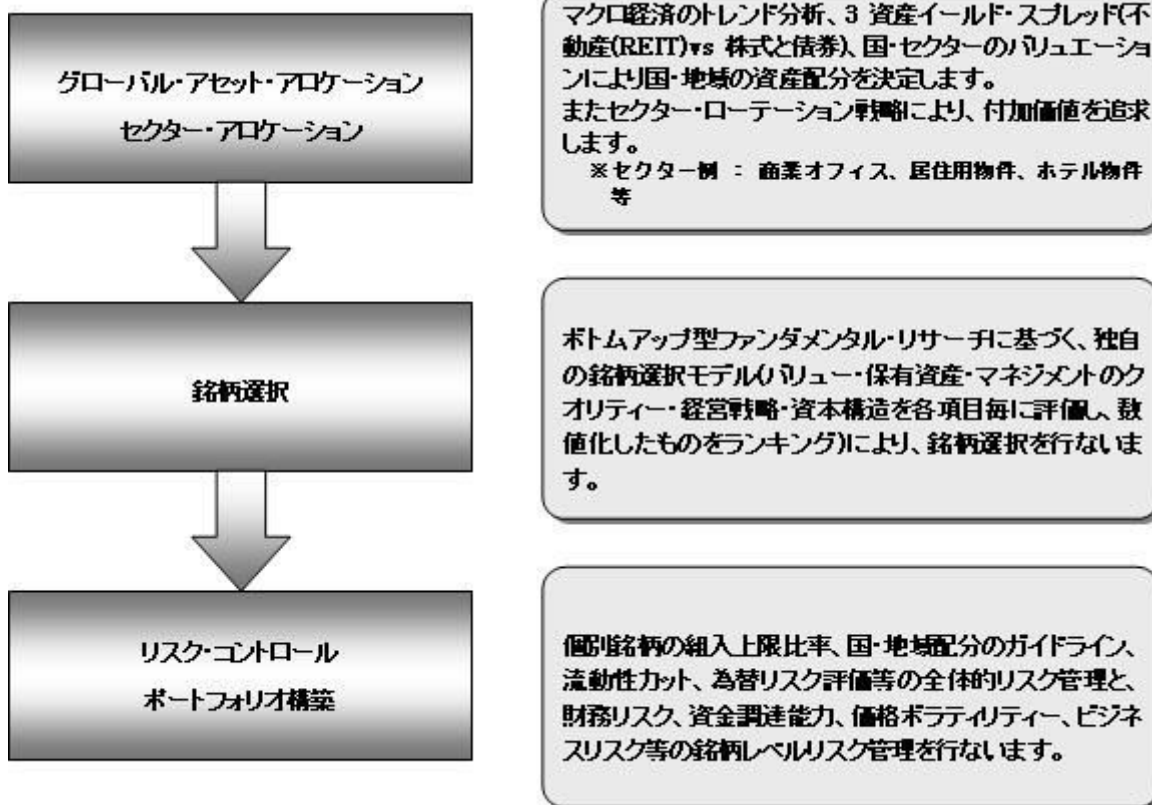 グローバル・アセット・アロケーション
セクター・アロケーション
マクロ経済のトレンド分析、3 資産イールド・スプレッド(不
動産(REIT)vs 株式と債券)、国・セクターのバリュエーショ
ンにより国・地域の資産配分を決定します。
またセクター・ローテーション戦略により、付加価値を追求
します。
※セクター例 : 商業オフィス、居住用物件、ホテル物件
等
銘柄選択
ボトムアップ型ファンダメンタル・リサーチに基づく、独自
の銘柄選択モデル(バリュー・保有資産・マネジメントのク
オリティー・経営戦略・資本構造を各項目毎に評価し、数
値化したものをランキング)により、銘柄選択を行ないま
す。
リスク・コントロール
ポートフォリオ構築
個別銘柄の組入上限比率、国・地域配分のガイドライン、
流動性カット、為替リスク評価等の全体的リスク管理と、
財務リスク、資金調達能力、価格ボラティリティー、ビジネ
スリスク等の銘柄レベルリスク管理を行ないます。